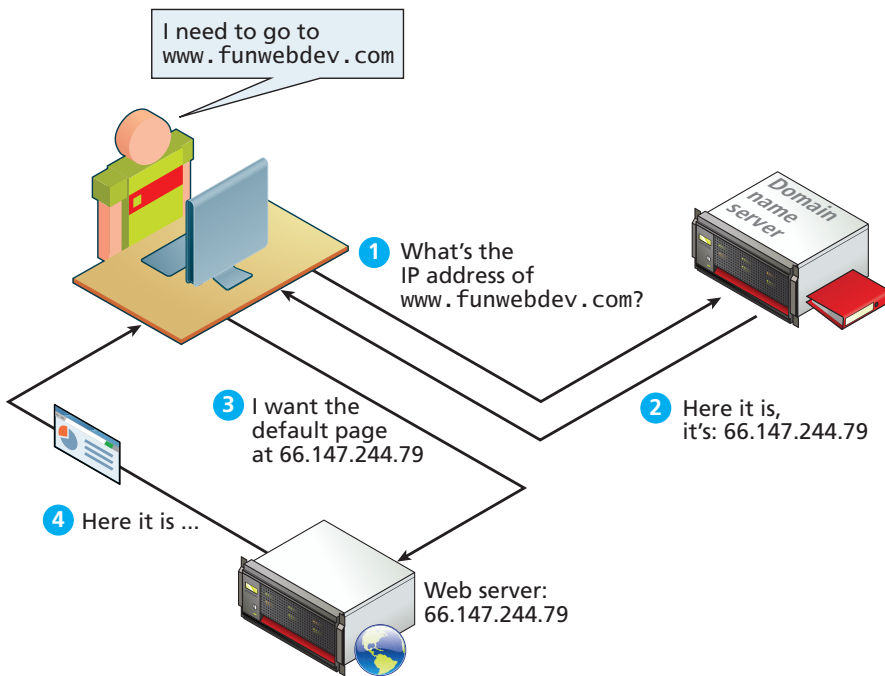 I need to go to
www.funwebdev.com
Domain
name
server
1 What's the
IP address of
www.funwebdev.com?
2 Here it is,
it's: 66.147.244.79
3 I want the
default page
at 66.147.244.79
4 Here it is ...
Web server:
66.147.244.79